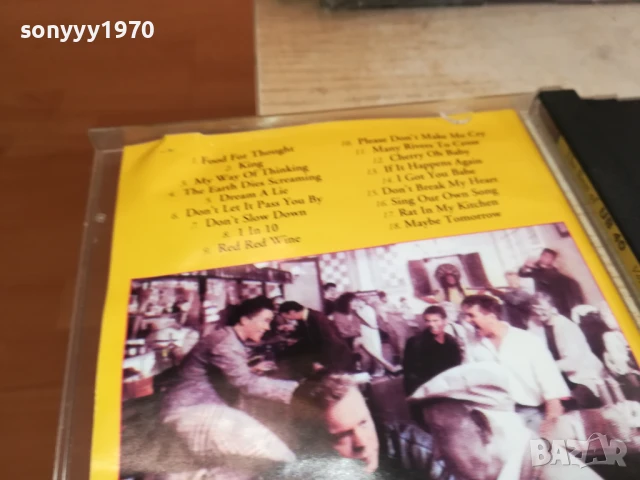 sonyyy1970
1. Food For Thought
2. King
3. My Way Of Thinking
4. The Earth Dies Screaming
5. Dream A Lie
6. Don't Let It Pass You By
7. Don't Slow Down
8. 1 In 10
9. Red Red Wine
10. Please Don't Make Me Cry
11. Many Rivers To Cross
12. Cherry Oh Baby
13. If It Happens Again
14. I Got You Babe
15. Don't Break My Heart
16. Sing Our Own Song
17. Rat In My Kitchen
18. Maybe Tomorrow
UB 40
BAZAR
bazar.bg